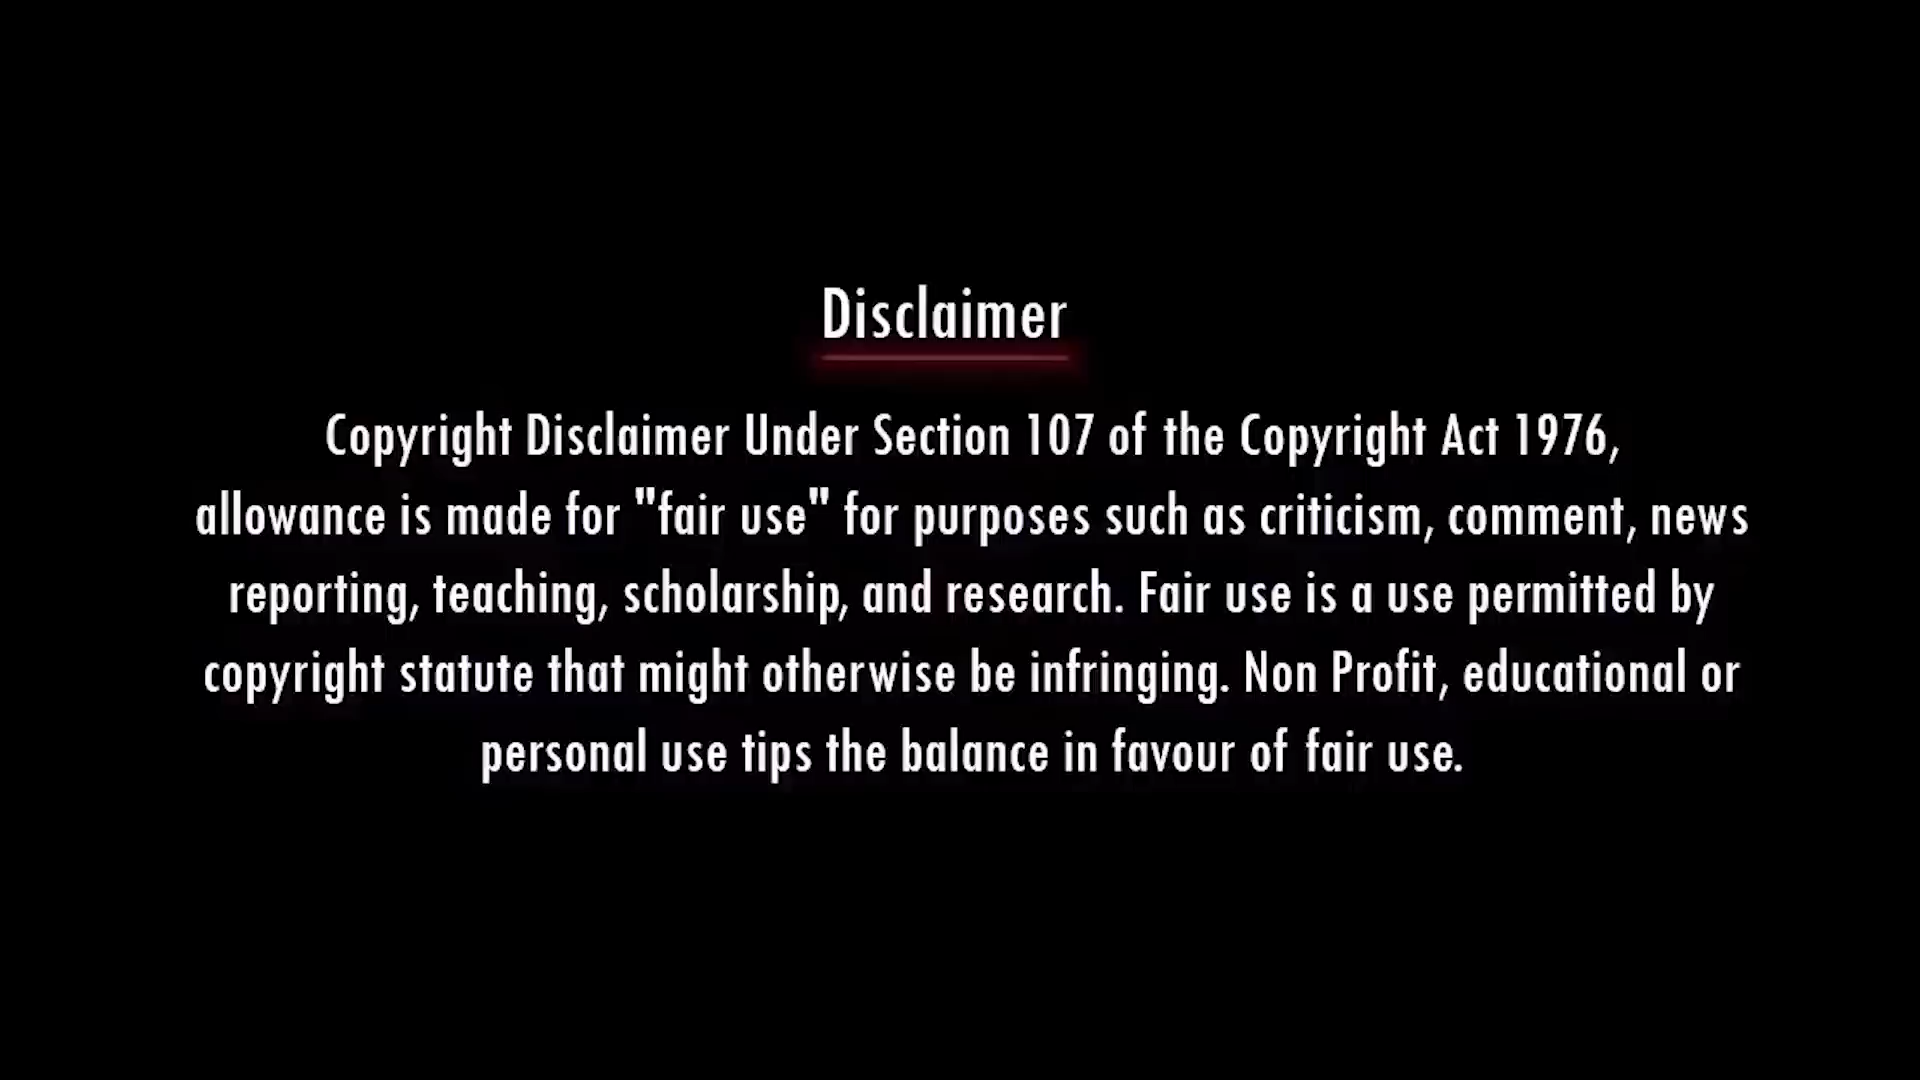 Disclaimer
Copyright Disclaimer Under Section 107 of the Copyright Act 1976,
allowance is made for "fair use" for purposes such as criticism, comment, news
reporting, teaching, scholarship, and research. Fair use is a use permitted by
copyright statute that might otherwise be infringing. Non Profit, educational or
personal use tips the balance in favour of fair use.